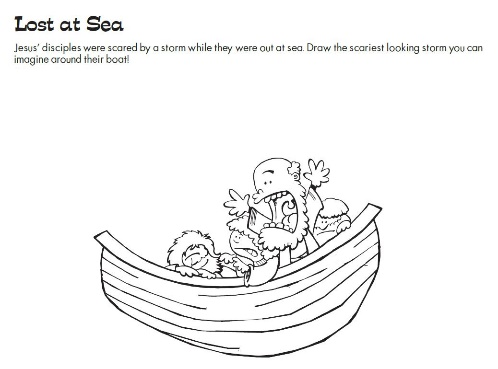 Lost at Sea
Jesus' disciples were scared by a storm while they were out at sea. Draw the scariest looking storm you can
imagine around their boat!